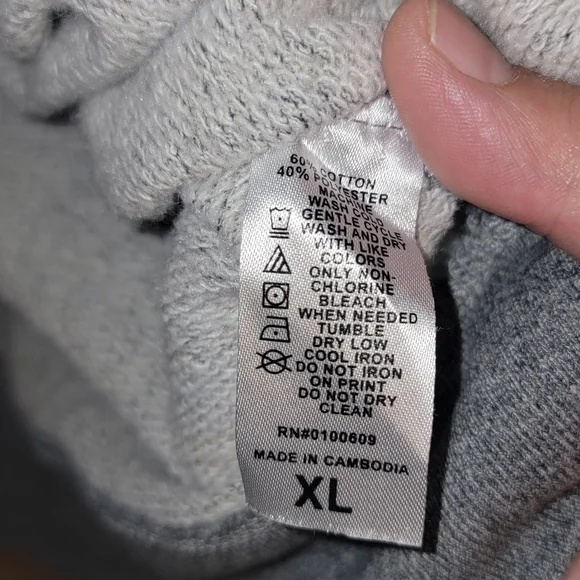 60% COTTON
40% POLYESTER
MACHINE
WASH COLD
GENTLE CYCLE
WASH AND DRY
WITH LIKE
COLORS
ONLY NON-
CHLORINE
BLEACH
WHEN NEEDED
TUMBLE
DRY LOW
COOL IRON
DO NOT IRON
ON PRINT
DO NOT DRY
CLEAN
RN#0100609
MADE IN CAMBODIA
XL